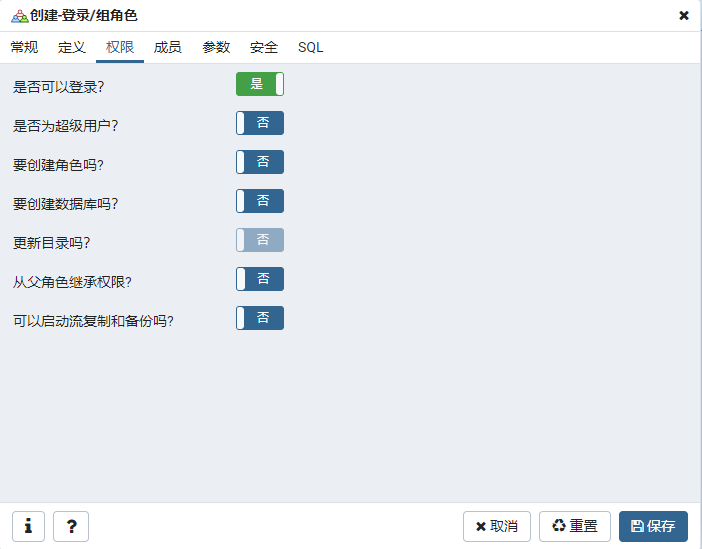 创建-登录/组角色
常规 定义 权限 成员 参数 安全 SQL
是否可以登录? 是
是否为超级用户? 否
要创建角色吗? 否
要创建数据库吗? 否
更新目录吗? 否
从父角色继承权限? 否
可以启动流复制和备份吗? 否
i ? 取消 重置 保存